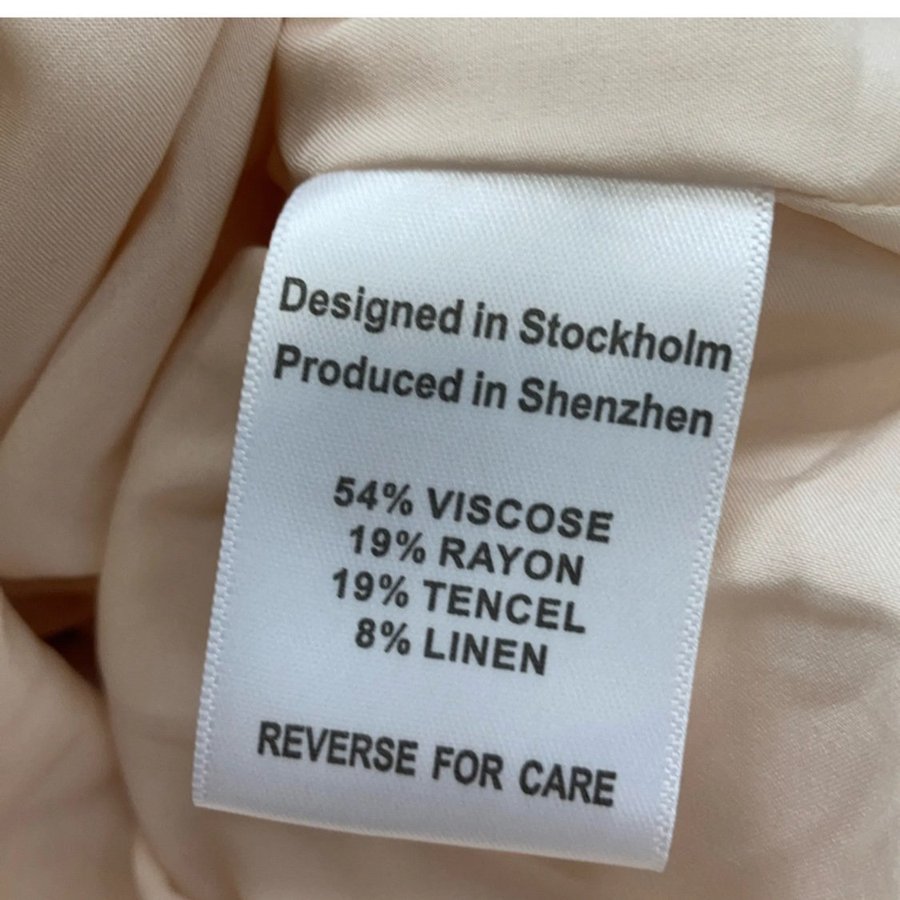 Designed in Stockholm
Produced in Shenzhen
54% VISCOSE
19% RAYON
19% TENCEL
8% LINEN
REVERSE FOR CARE